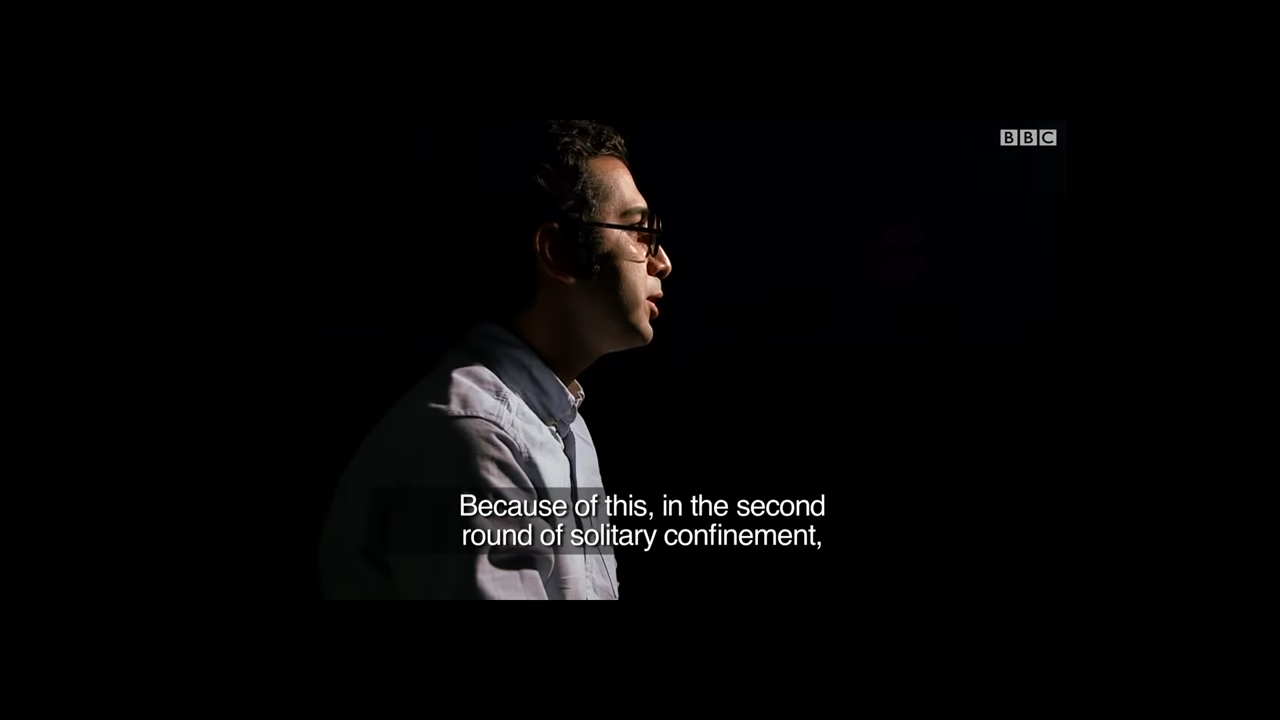 BBC
Because of this, in the second
round of solitary confinement,